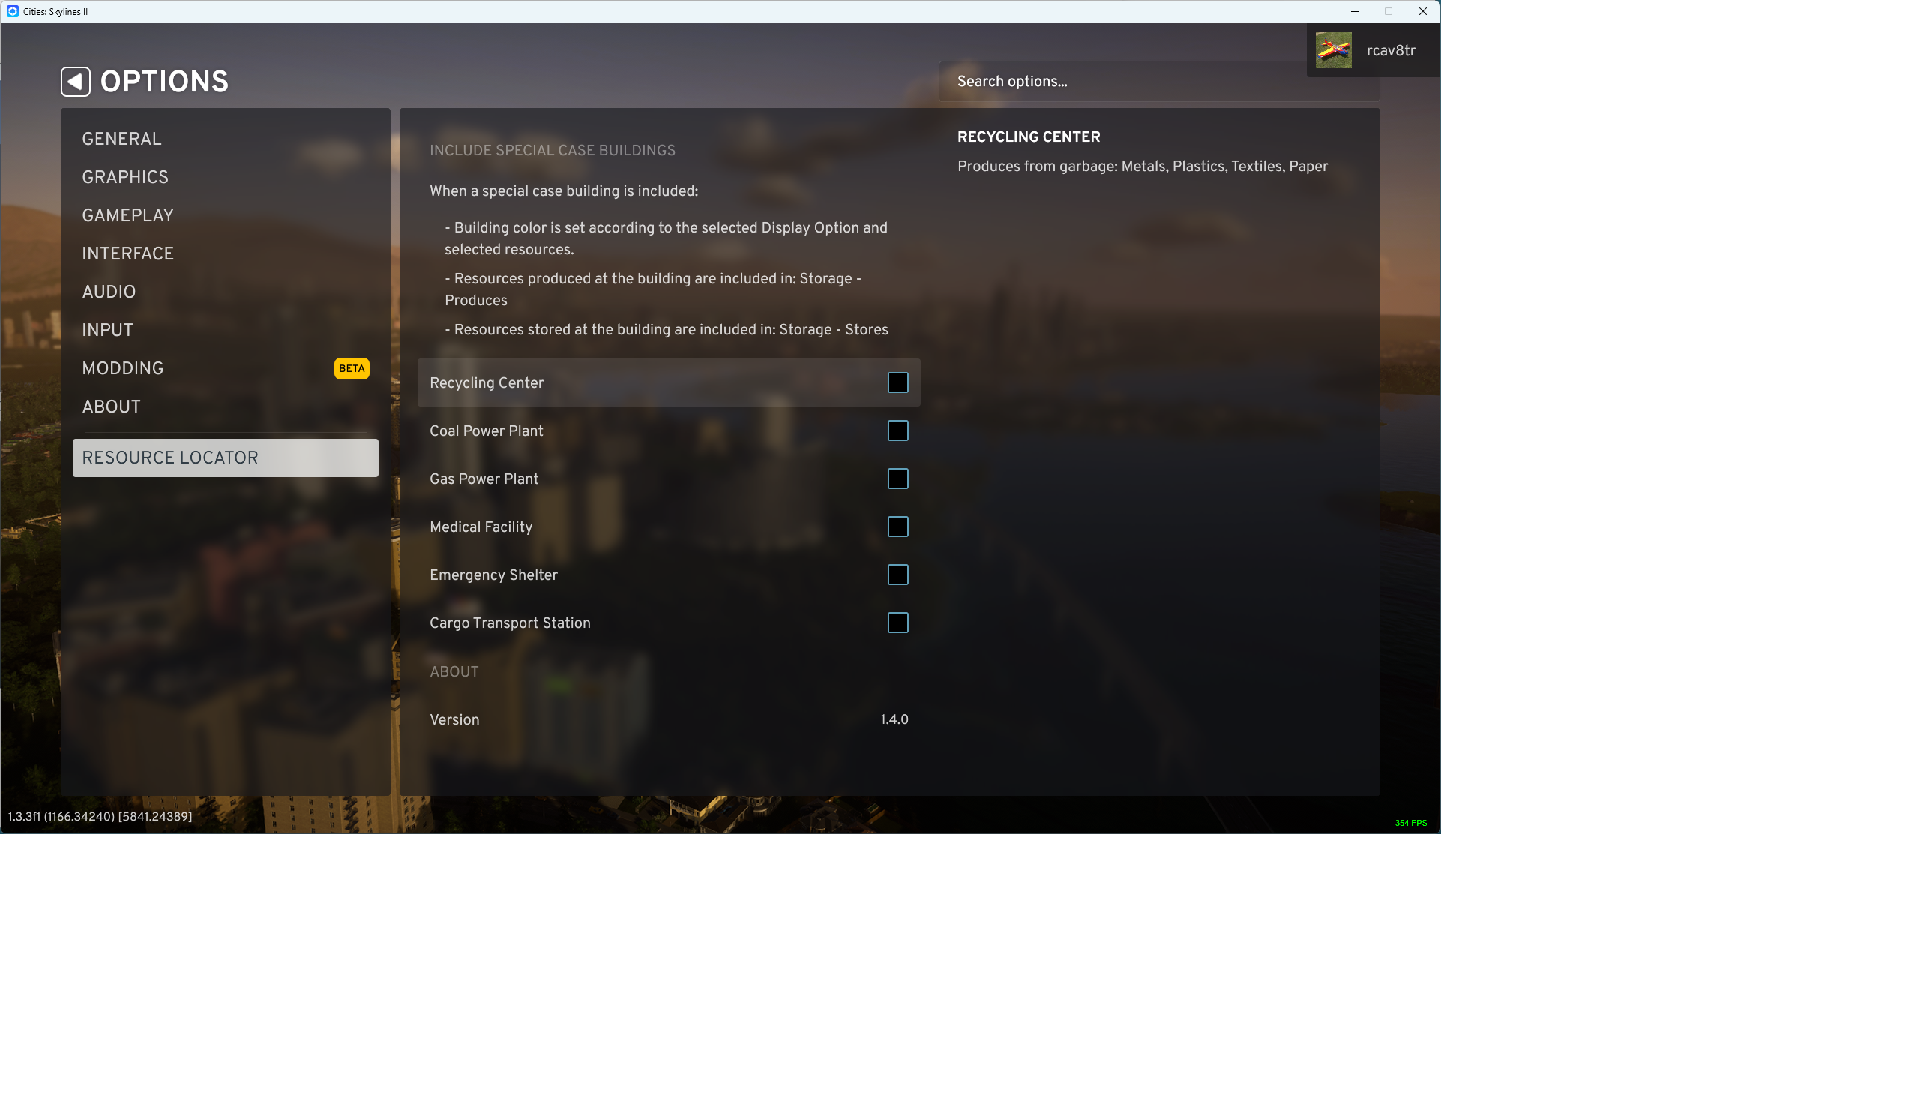 Cities: Skylines II
rcav8tr
OPTIONS
Search options...
GENERAL
GRAPHICS
GAMEPLAY
INTERFACE
AUDIO
INPUT
MODDING
BETA
ABOUT
RESOURCE LOCATOR
INCLUDE SPECIAL CASE BUILDINGS
When a special case building is included:
- Building color is set according to the selected Display Option and
selected resources.
- Resources produced at the building are included in: Storage -
Produces
- Resources stored at the building are included in: Storage - Stores
Recycling Center
Coal Power Plant
Gas Power Plant
Medical Facility
Emergency Shelter
Cargo Transport Station
ABOUT
Version 1.4.0
RECYCLING CENTER
Produces from garbage: Metals, Plastics, Textiles, Paper
1.3.3f1 (1166.34240) [5841.24389]
354 FPS